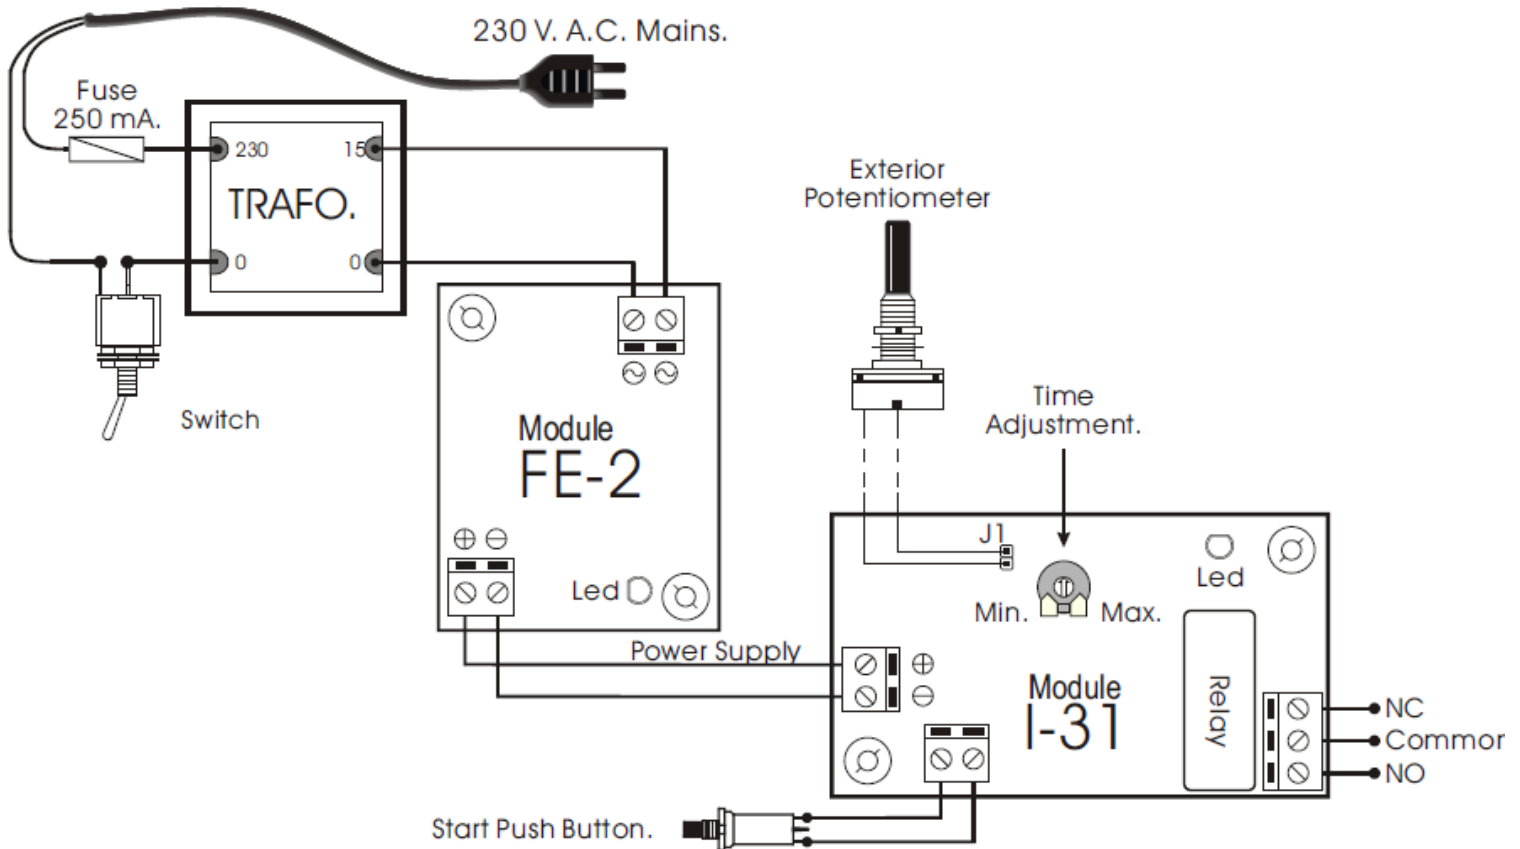 230 V. A.C. Mains.
Fuse
250 mA.
230
15
TRAFO.
0
0
Switch
Exterior
Potentiometer
Module
FE-2
Led
Time
Adjustment.
J1
Led
Min.
Max.
Power Supply
Module
I-31
Relay
NC
Common
NO
Start Push Button.